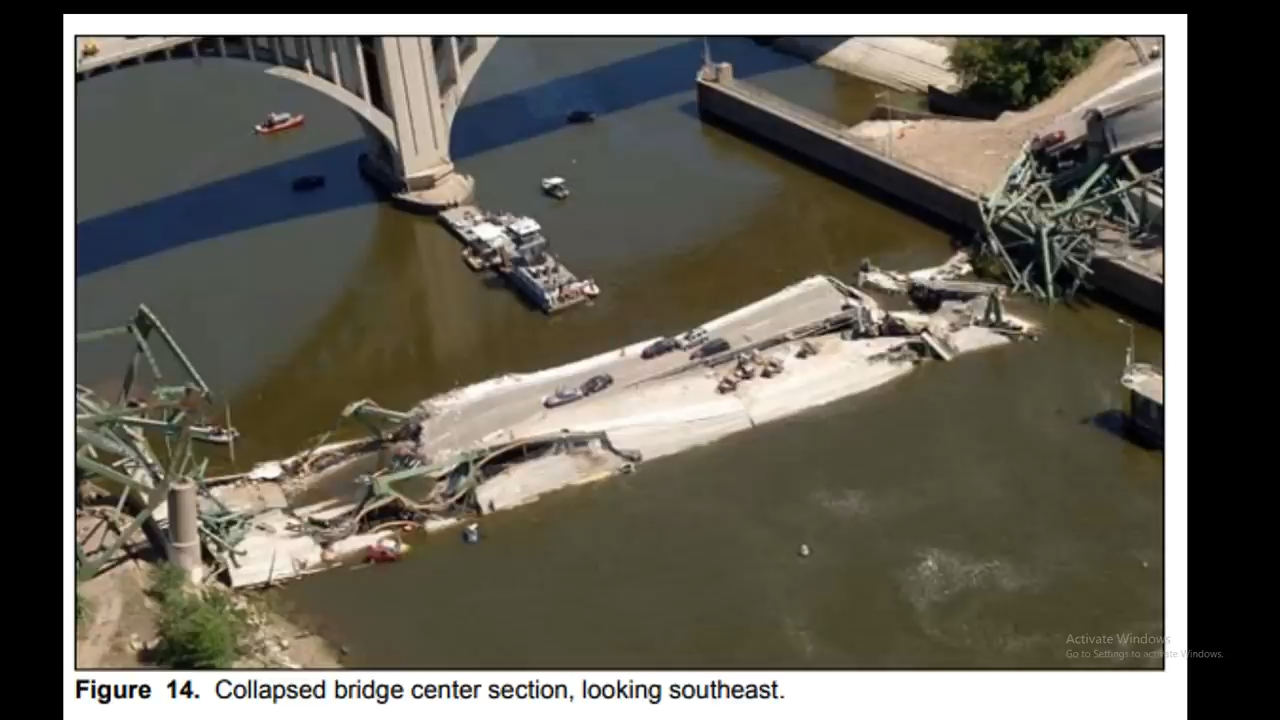 Activate Windows
Go to Settings to activate Windows.
Figure 14. Collapsed bridge center section, looking southeast.